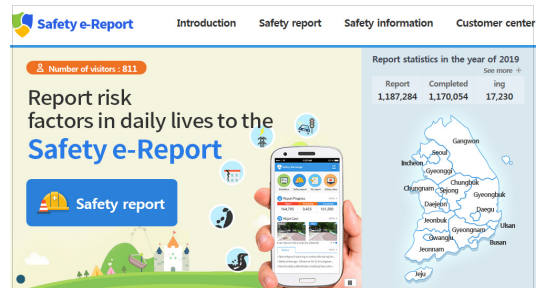 Safety e-Report
Introduction Safety report Safety information Customer center
Number of visitors : 811
Report risk
factors in daily lives to the
Safety e-Report
Safety report
Report statistics in the year of 2019
See more +
Report Completed ing
1,187,284 1,170,054 17,230
Gangwon
Seoul
Incheon
Gyeonggi
Chungnam
Chungbuk
Sejong
Gyeongbuk
Daejeon
Daegu
Jeonbuk
Ulsan
Gyeongnam
Gwangju
Busan
Jeonnam
Jeju